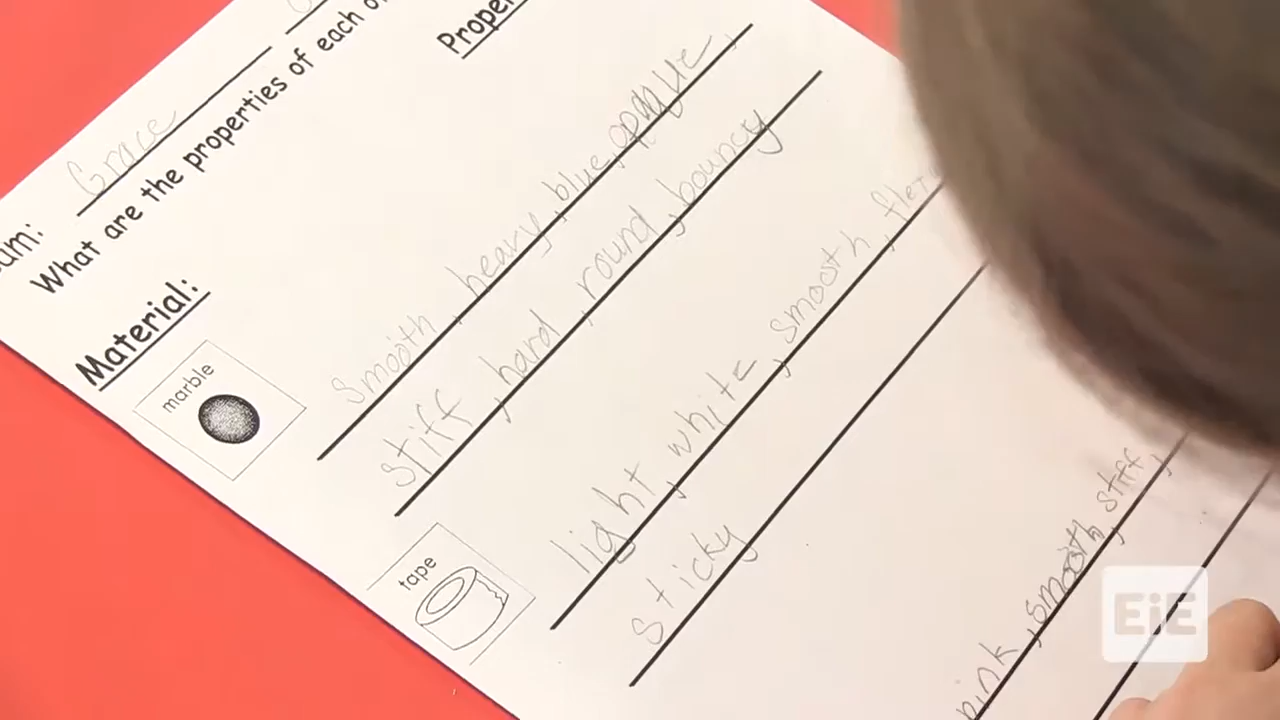 Grace
What are the properties of each
Material:
marble
smooth, heavy, blue, opaque,
stiff, hard, round, bouncy
tape
light, white, smooth,
sticky
pink, smooth, stiff,
EiE